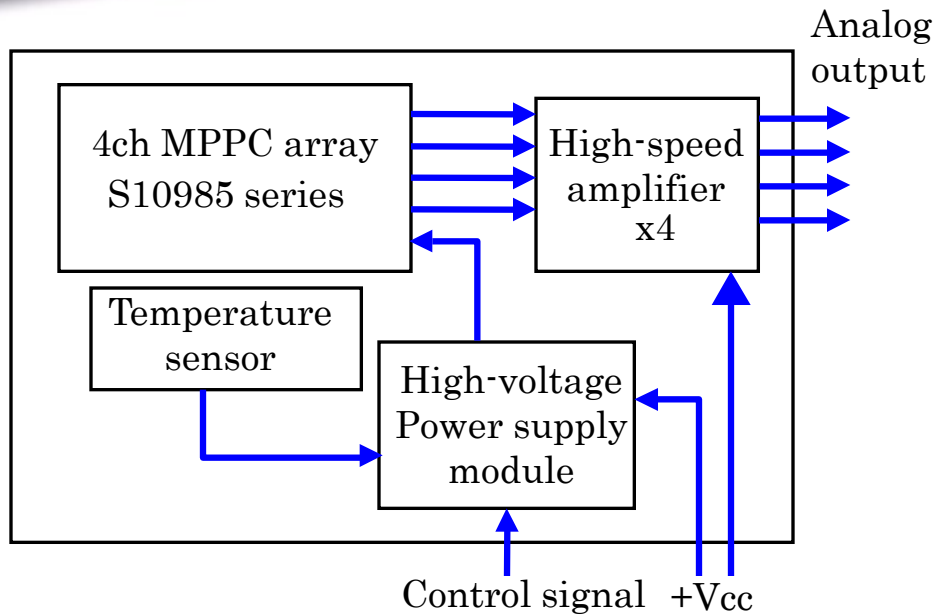 Analog
output
4ch MPPC array
S10985 series
High-speed
amplifier
x4
Temperature
sensor
High-voltage
Power supply
module
Control signal
+Vcc